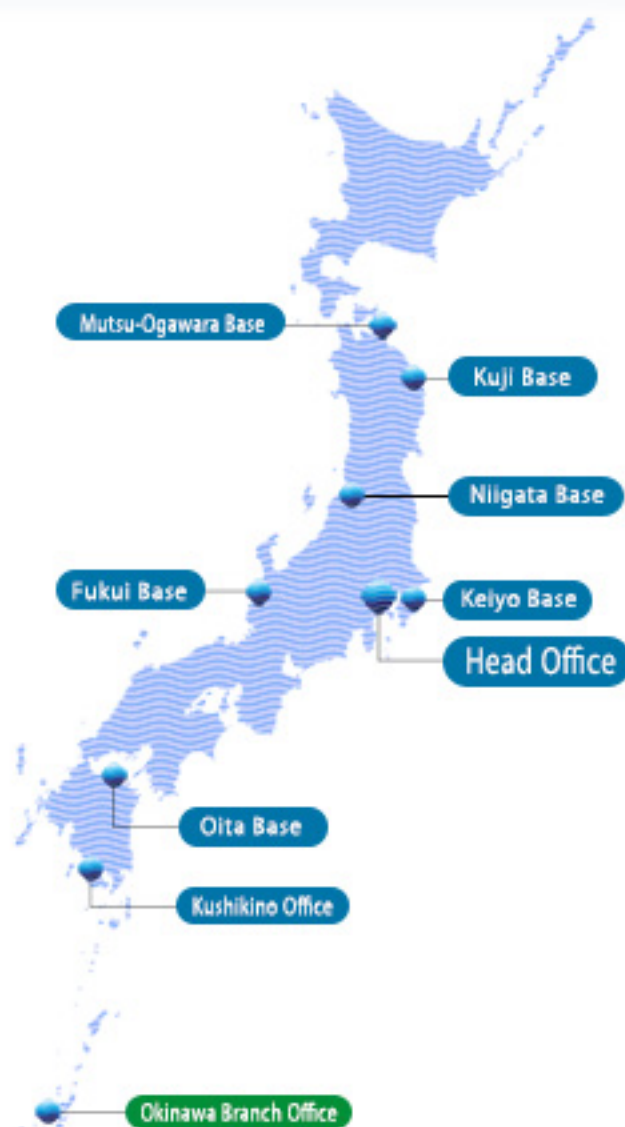 Mutsu-Ogawara Base
Kuji Base
Niigata Base
Fukui Base
Keiyo Base
Head Office
Oita Base
Kushikino Office
Okinawa Branch Office